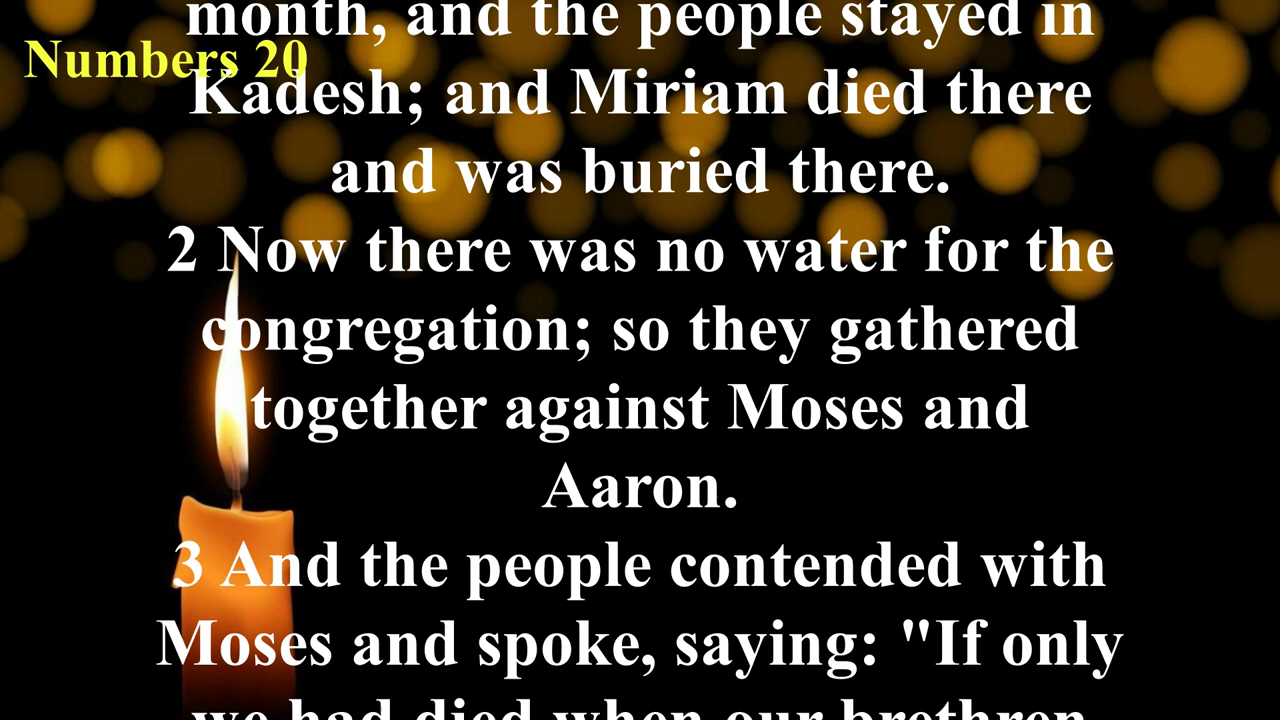 month, and the people stayed in
Numbers 20
Kadesh; and Miriam died there
and was buried there.
2 Now there was no water for the
congregation; so they gathered
together against Moses and
Aaron.
3 And the people contended with
Moses and spoke, saying: "If only
we had died when our brethren